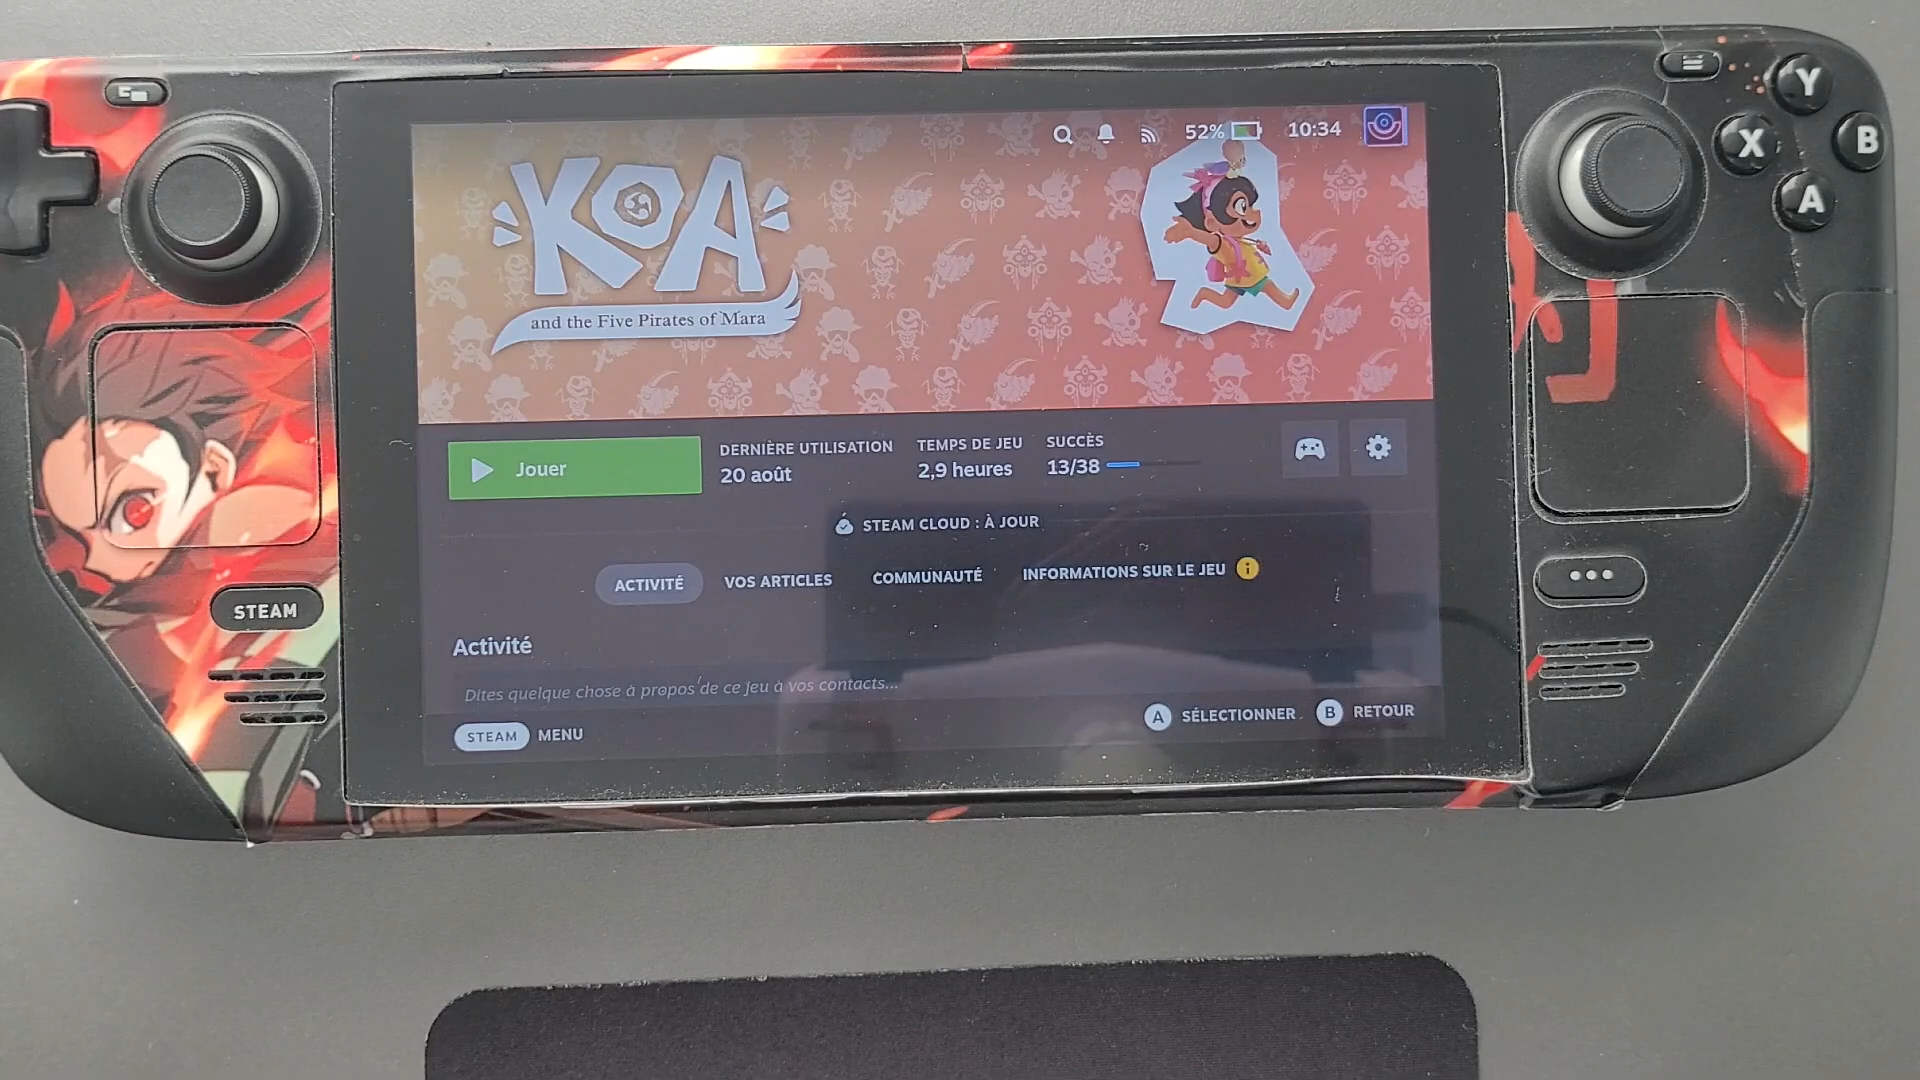 52% 10:34
KOA
and the Five Pirates of Mara
Jouer
DERNIÈRE UTILISATION
20 août
TEMPS DE JEU
2,9 heures
SUCCÈS
13/38
STEAM CLOUD : À JOUR
ACTIVITÉ VOS ARTICLES COMMUNAUTÉ INFORMATIONS SUR LE JEU i
Activité
Dites quelque chose à propos de ce jeu à vos contacts...
STEAM MENU
A SÉLECTIONNER B RETOUR
STEAM
Y
X
B
A